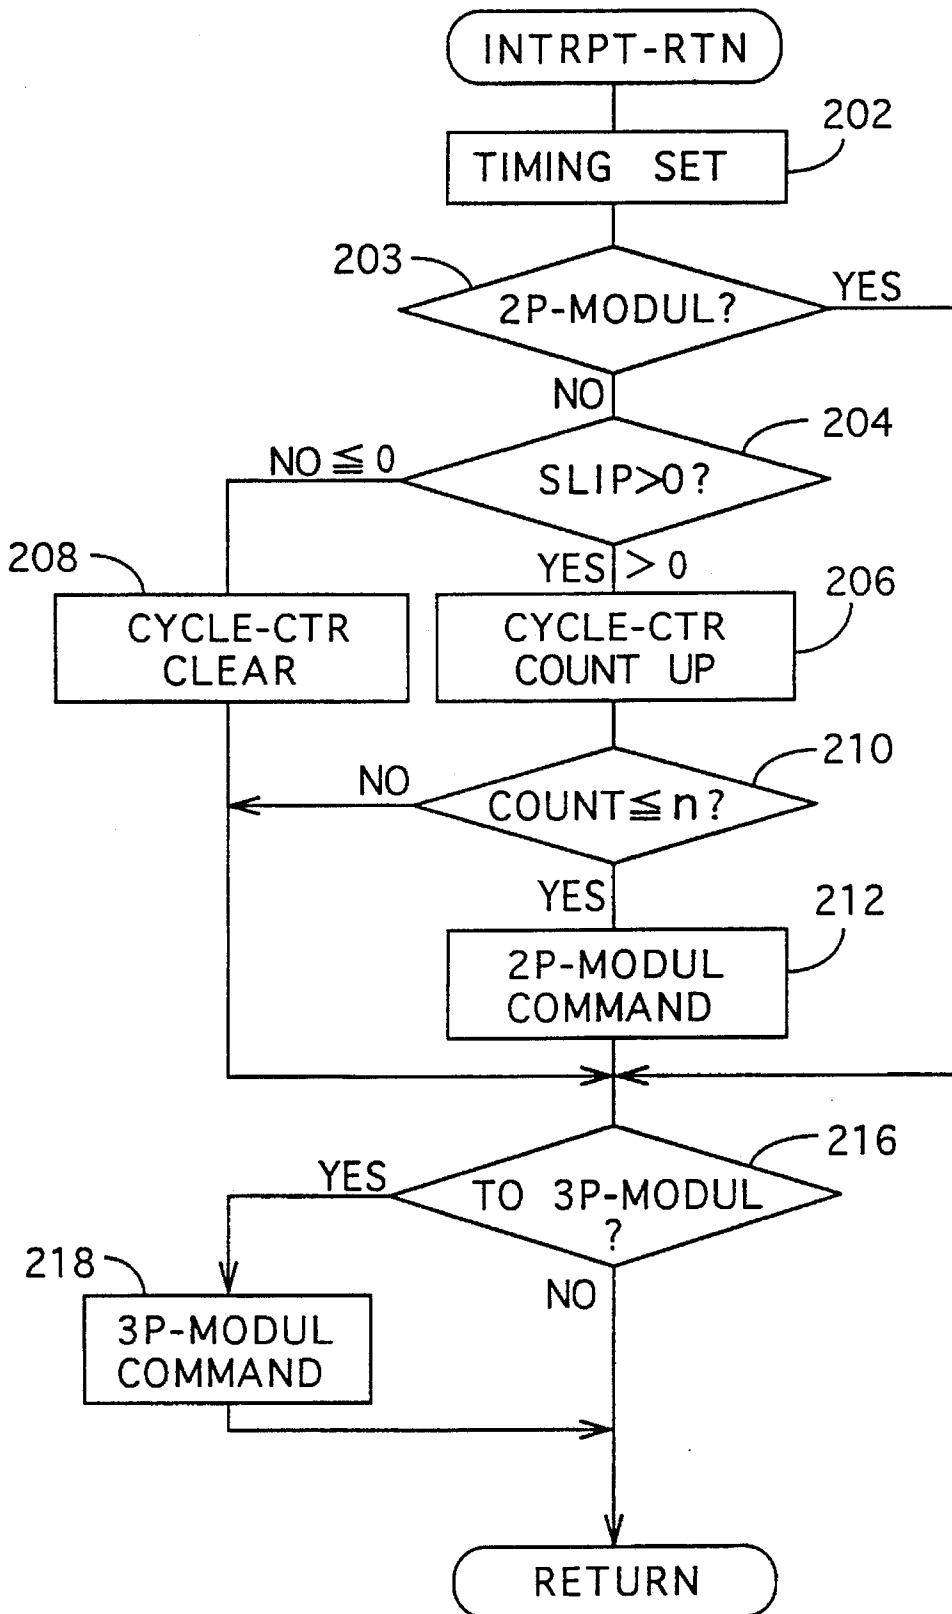 INTRPT-RTN
202
TIMING SET
203
2P-MODUL?
YES
NO
204
NO ≦ 0
SLIP>0?
208
YES > 0
206
CYCLE-CTR
CLEAR
CYCLE-CTR
COUNT UP
210
NO
COUNT≦n?
YES
212
2P-MODUL
COMMAND
216
YES
TO 3P-MODUL
?
218
NO
3P-MODUL
COMMAND
RETURN